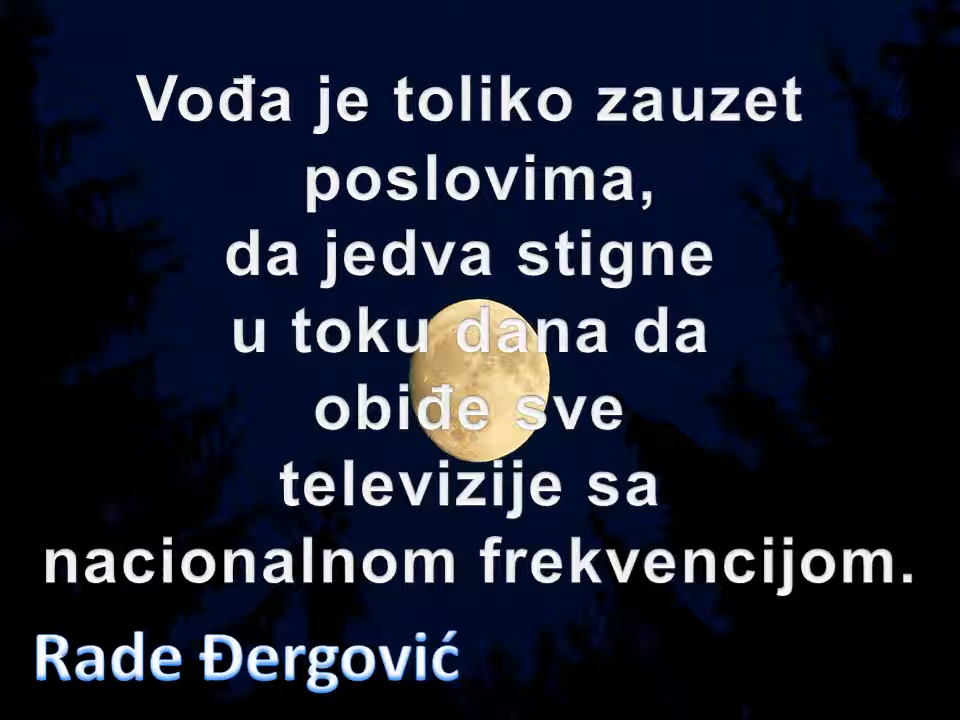 Vođa je toliko zauzet
poslovima,
da jedva stigne
u toku dana da
obiđe sve
televizije sa
nacionalnom frekvencijom.
Rade Đergović